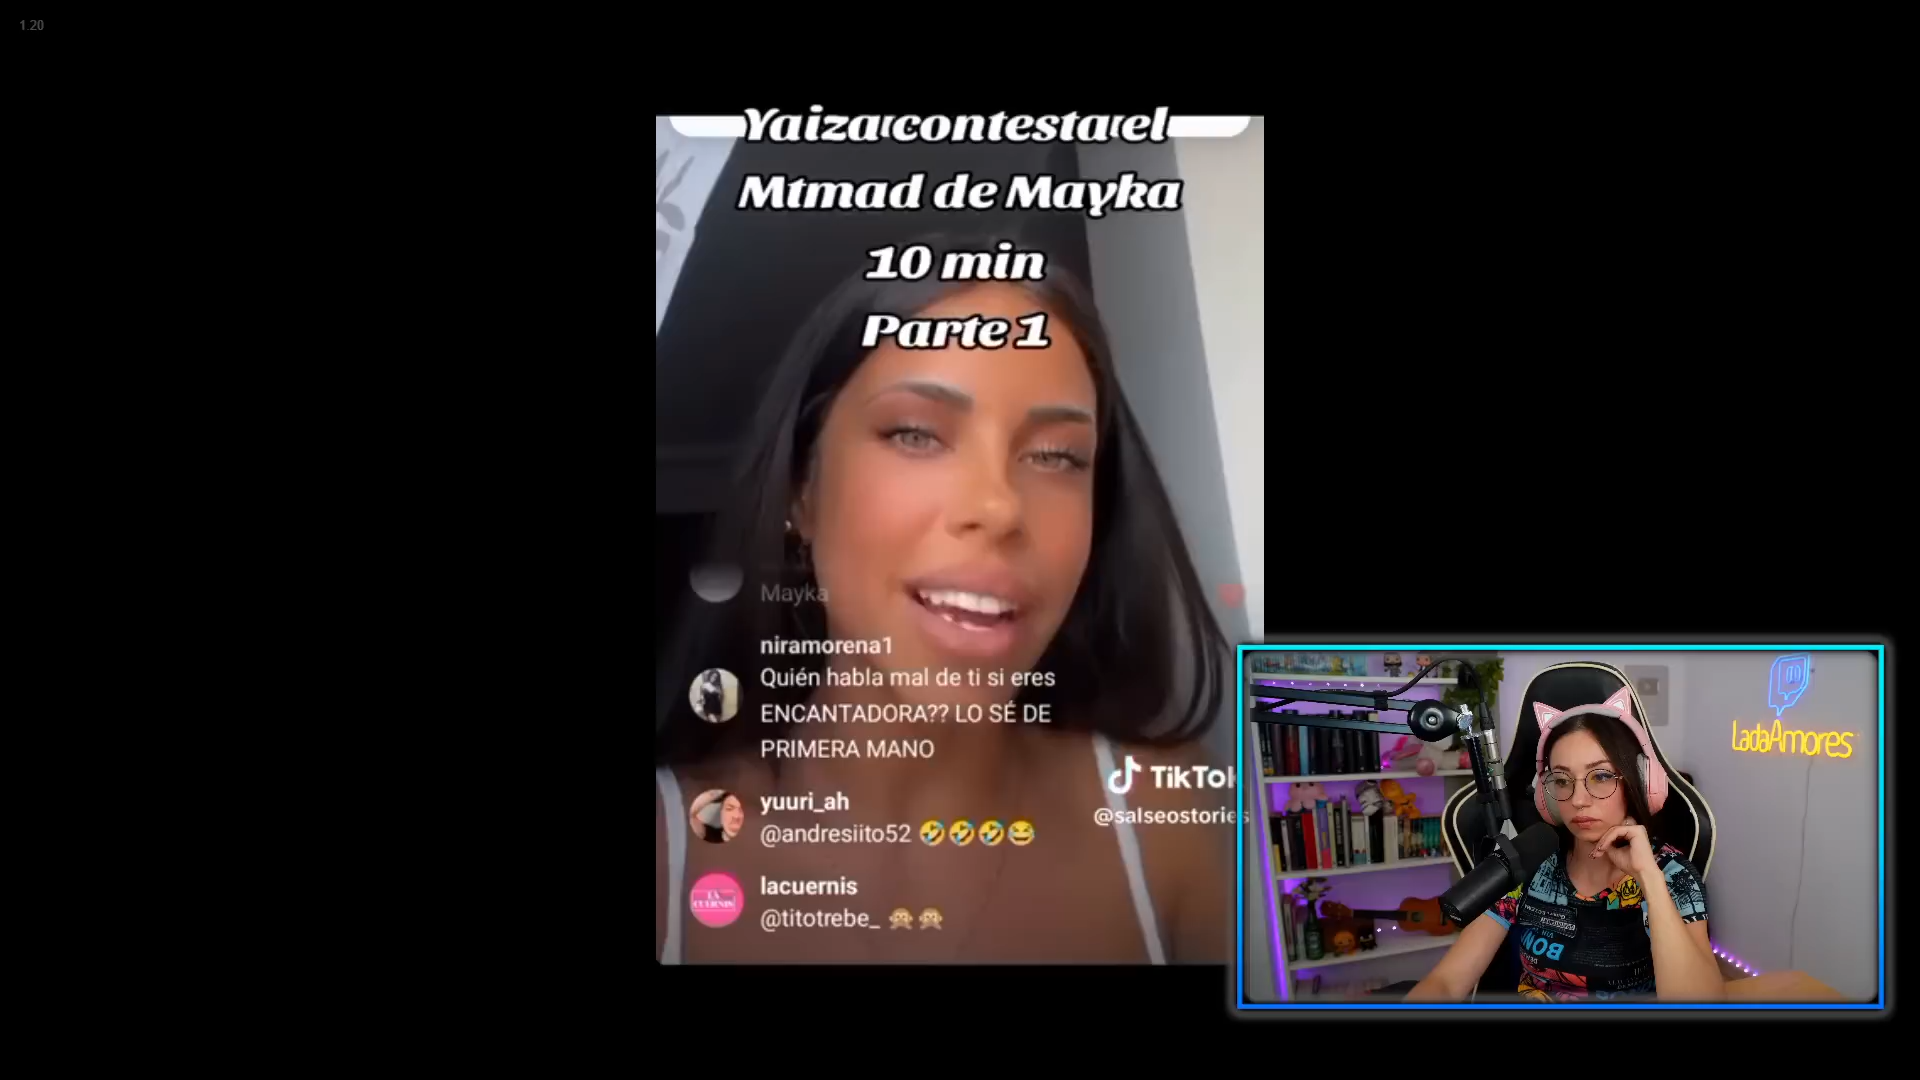 1.20
Yaiza contesta el
Mtmad de Mayka
10 min
Parte 1
Mayka
niramorena1
Quién habla mal de ti si eres
ENCANTADORA?? LO SÉ DE
PRIMERA MANO
yuuri_ah
@andresiito52 🤣🤣🤣😂
lacuernis
@titotrebe_ 🙊🙊
TikTok
@salseostories
LadaAmores
BON